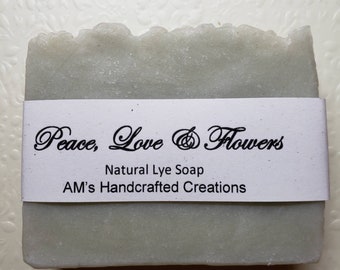 Peace, Love & Flowers
Natural Lye Soap
AM's Handcrafted Creations